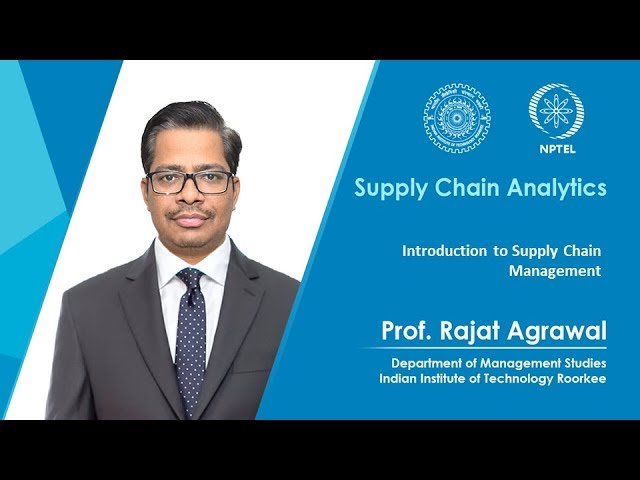 NPTEL
Supply Chain Analytics
Introduction to Supply Chain
Management
Prof. Rajat Agrawal
Department of Management Studies
Indian Institute of Technology Roorkee